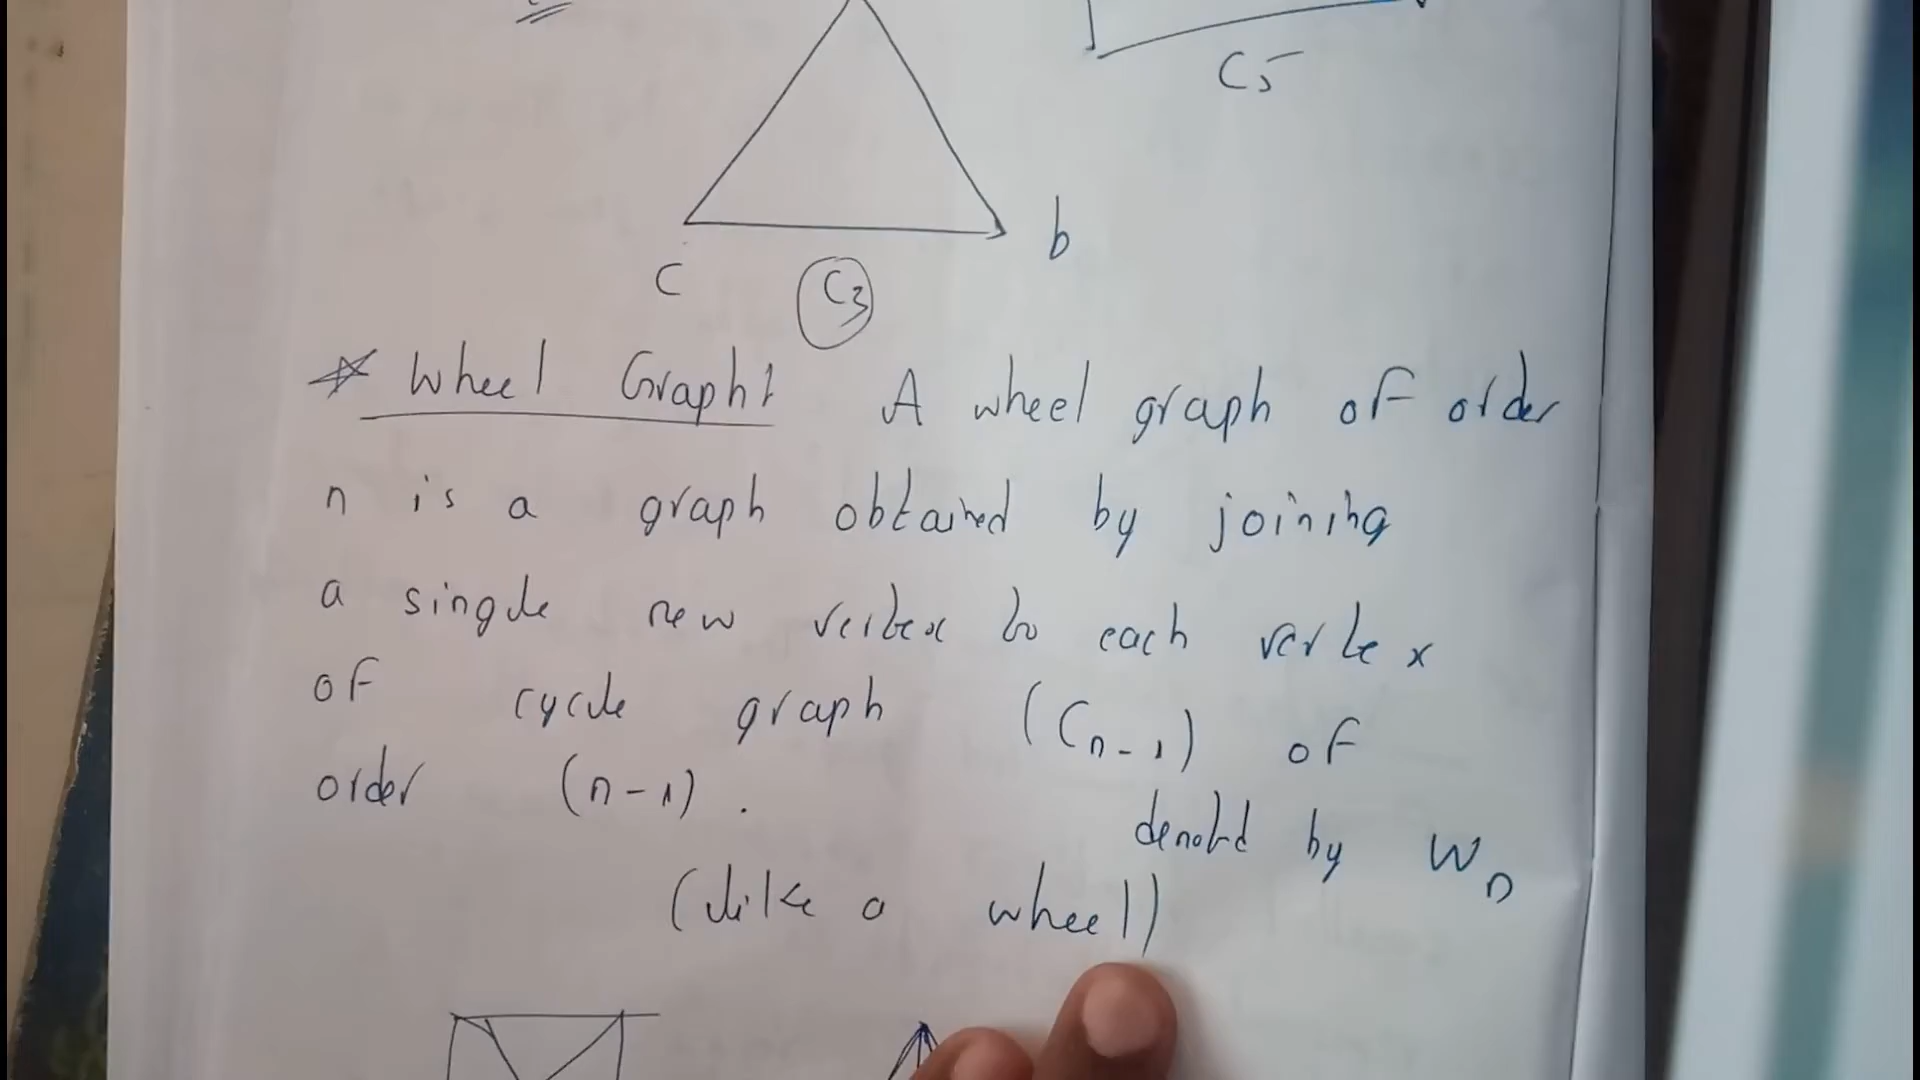 C5
b
C
C3
* Wheel Graph: A wheel graph of order
n is a graph obtained by joining
a single new vertex to each vertex
of cycle graph (Cn-1) of
order (n-1).
denoted by Wn
(like a wheel)